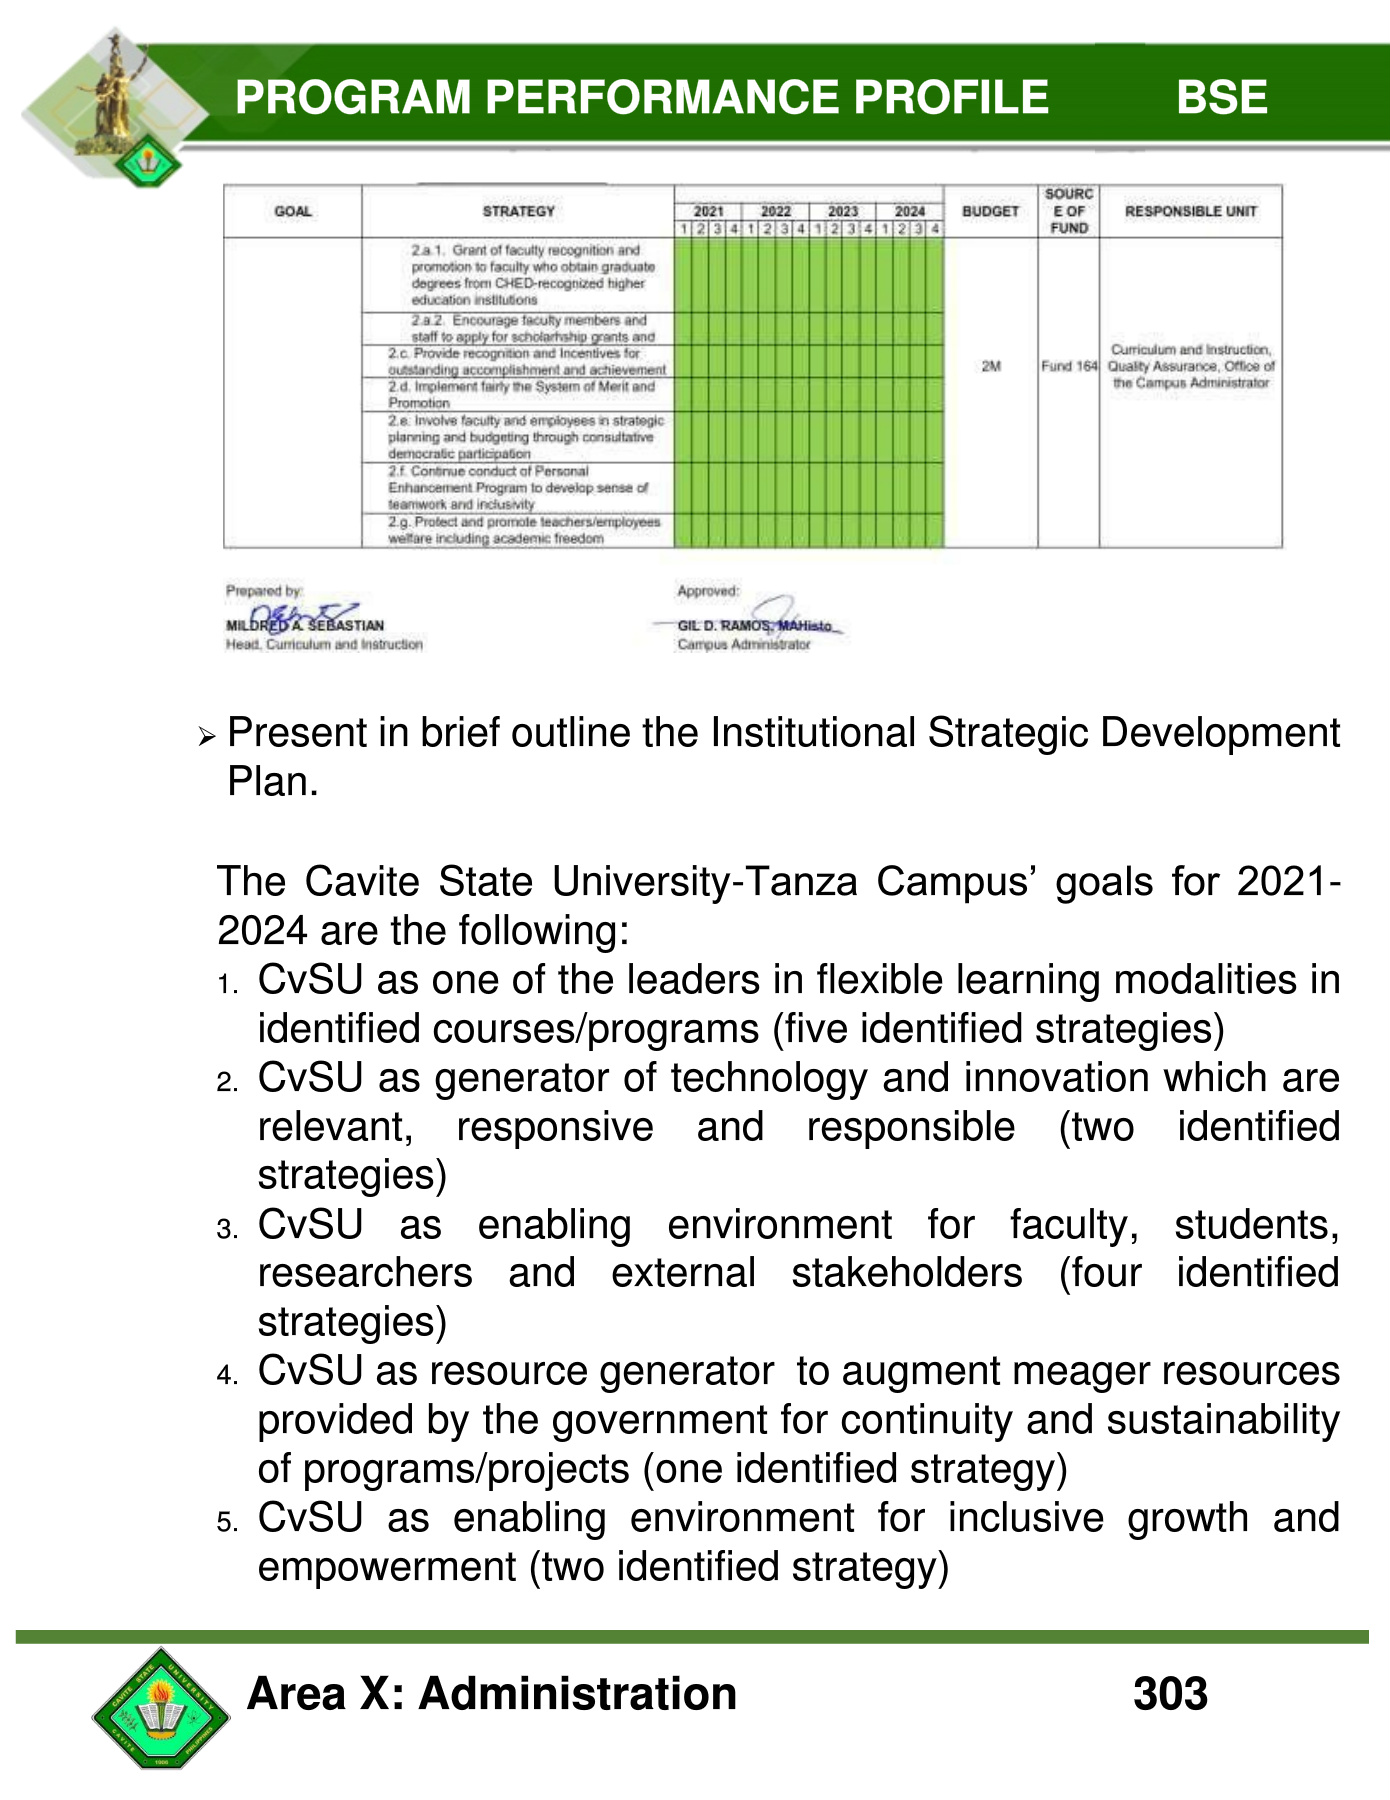 PROGRAM PERFORMANCE PROFILE BSE
GOAL STRATEGY 2021 2022 2023 2024 BUDGET SOURC E OF FUND RESPONSIBLE UNIT
1 2 3 4 1 2 3 4 1 2 3 4 1 2 3 4
2.a.1. Grant of faculty recognition and
promotion to faculty who obtain graduate
degrees from CHED-recognized higher
education institutions
2.a.2. Encourage faculty members and
staff to apply for scholarhship grants and
2.c. Provide recognition and Incentives for
outstanding accomplishment and achievement
2.d. Implement fairly the System of Merit and
Promotion
2.e. Involve faculty and employees in strategic
planning and budgeting through consultative
democratic participation
2.f. Continue conduct of Personal
Enhancement Program to develop sense of
teamwork and inclusivity
2.g. Protect and promote teachers/employees
welfare including academic freedom
2M
Fund 164
Curriculum and Instruction,
Quality Assurance, Office of
the Campus Administrator
Prepared by: Approved:
MILDRED A. SEBASTIAN GIL D. RAMOS, MAHisto
Head, Curriculum and Instruction Campus Administrator
➢ Present in brief outline the Institutional Strategic Development
Plan.
The Cavite State University-Tanza Campus’ goals for 2021-
2024 are the following:
1. CvSU as one of the leaders in flexible learning modalities in
identified courses/programs (five identified strategies)
2. CvSU as generator of technology and innovation which are
relevant, responsive and responsible (two identified
strategies)
3. CvSU as enabling environment for faculty, students,
researchers and external stakeholders (four identified
strategies)
4. CvSU as resource generator to augment meager resources
provided by the government for continuity and sustainability
of programs/projects (one identified strategy)
5. CvSU as enabling environment for inclusive growth and
empowerment (two identified strategy)
CAVITE STATE UNIVERSITY
CAVITE 1906 PHILIPPINES
Area X: Administration 303